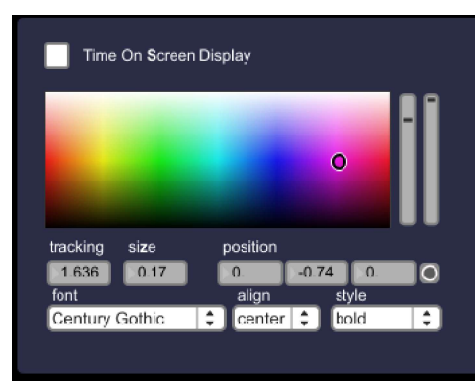 Time On Screen Display
tracking size position
1.636 0.17 0. -0.74 0.
font align style
Century Gothic center bold